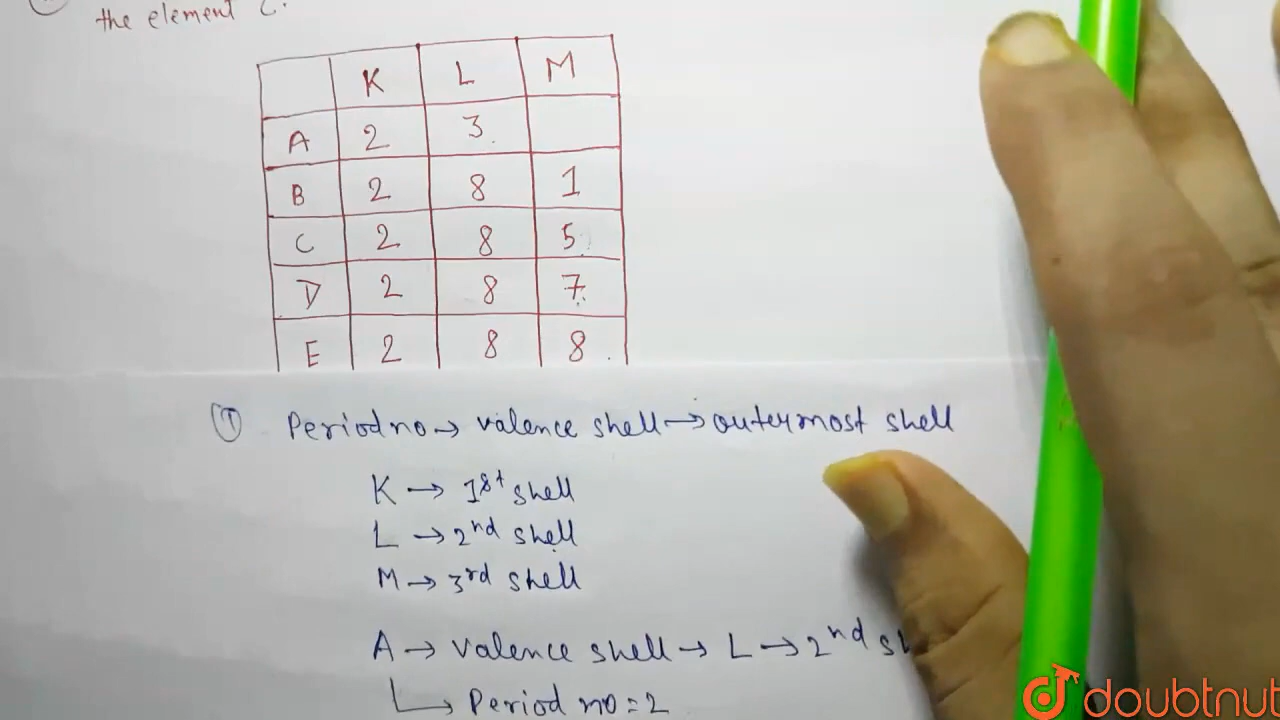 the element C.
K L M
A 2 3
B 2 8 1
C 2 8 5
D 2 8 7
E 2 8 8
① Period no → valence shell → outermost shell
K → 1st shell
L → 2nd shell
M → 3rd shell
A → valence shell → L → 2nd
↳ Period no = 2
doubtnut